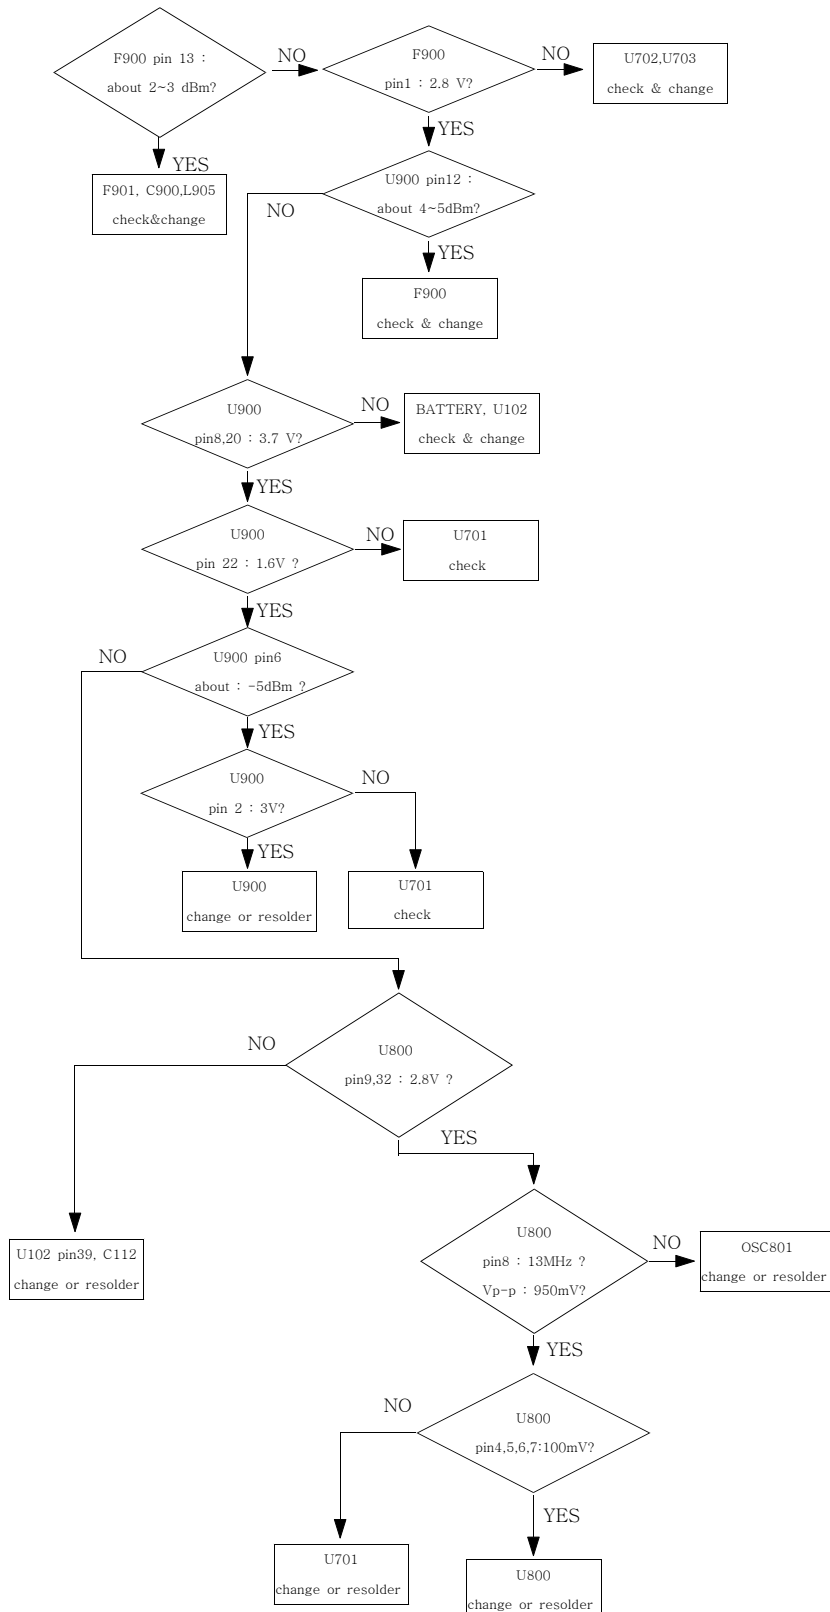 F900 pin 13 :
about 2~3 dBm?
NO
F900
pin1 : 2.8 V?
NO
U702,U703
check & change
YES
YES
F901, C900,L905
check&change
U900 pin12 :
about 4~5dBm?
NO
YES
F900
check & change
U900
pin8,20 : 3.7 V?
NO
BATTERY, U102
check & change
YES
U900
pin 22 : 1.6V ?
NO
U701
check
YES
NO
U900 pin6
about : -5dBm ?
YES
U900
pin 2 : 3V?
NO
YES
U900
change or resolder
U701
check
NO
U800
pin9,32 : 2.8V ?
YES
U102 pin39, C112
change or resolder
U800
pin8 : 13MHz ?
Vp-p : 950mV?
NO
OSC801
change or resolder
YES
NO
U800
pin4,5,6,7:100mV?
YES
U701
change or resolder
U800
change or resolder